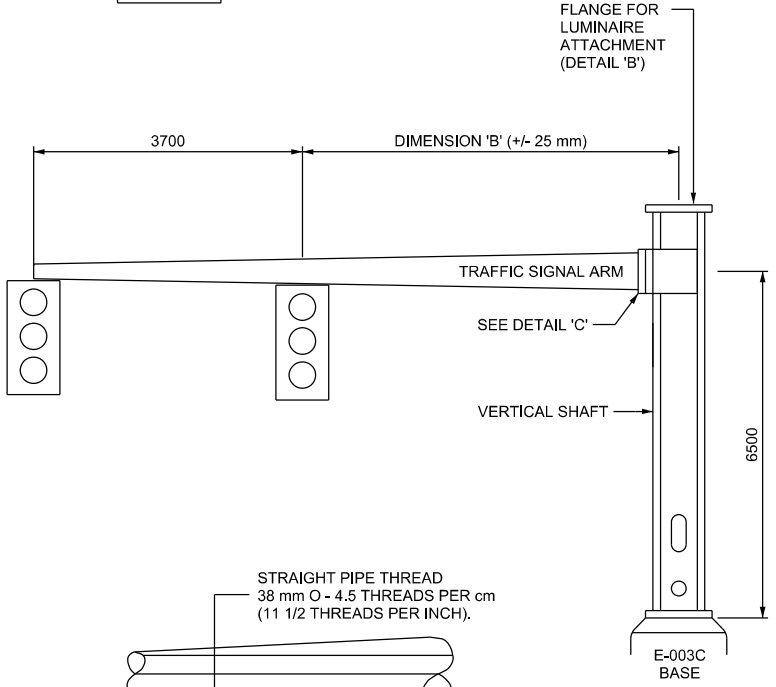 FLANGE FOR
LUMINAIRE
ATTACHMENT
(DETAIL 'B')
3700
DIMENSION 'B' (+/- 25 mm)
TRAFFIC SIGNAL ARM
SEE DETAIL 'C'
VERTICAL SHAFT
6500
STRAIGHT PIPE THREAD
38 mm O - 4.5 THREADS PER cm
(11 1/2 THREADS PER INCH).
E-003C
BASE